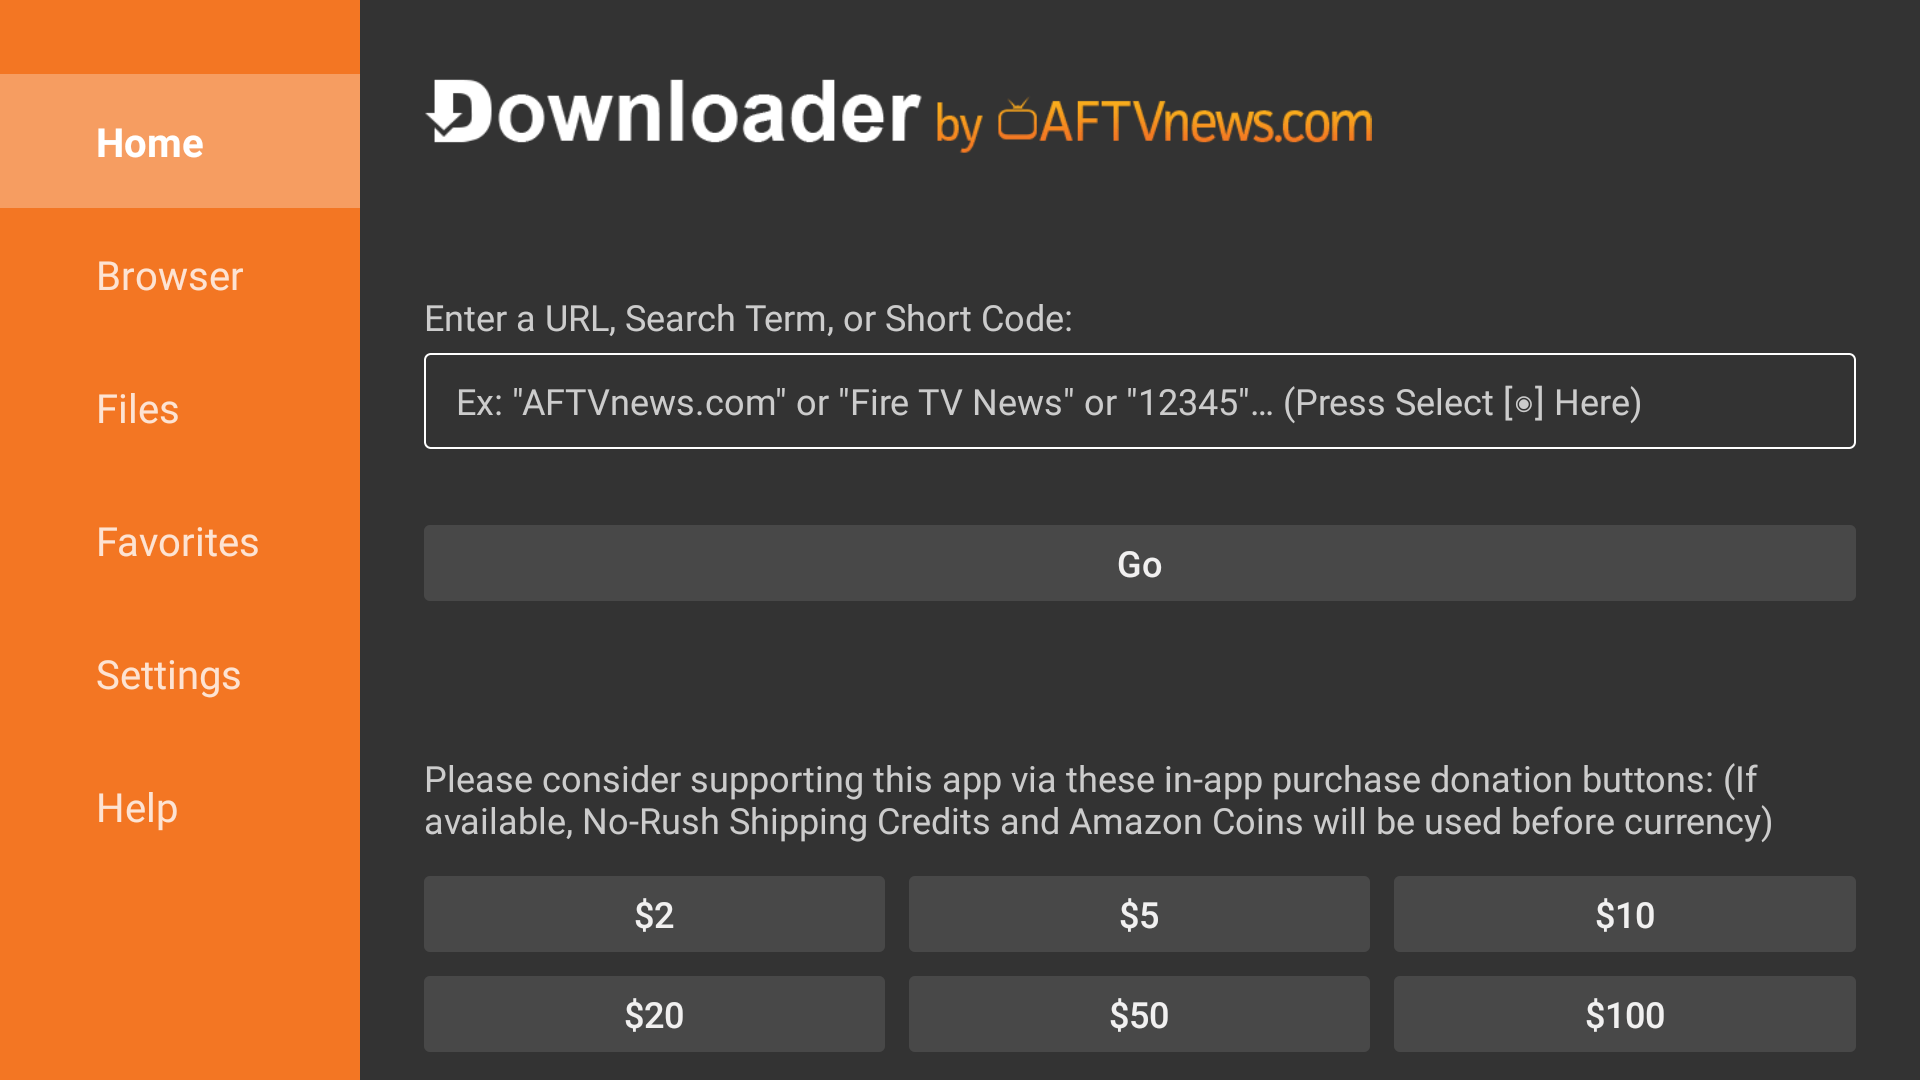 Home
Browser
Files
Favorites
Settings
Help
Downloader by AFTVnews.com
Enter a URL, Search Term, or Short Code:
Ex: "AFTVnews.com" or "Fire TV News" or "12345"... (Press Select [◉] Here)
Go
Please consider supporting this app via these in-app purchase donation buttons: (If
available, No-Rush Shipping Credits and Amazon Coins will be used before currency)
$2 $5 $10
$20 $50 $100